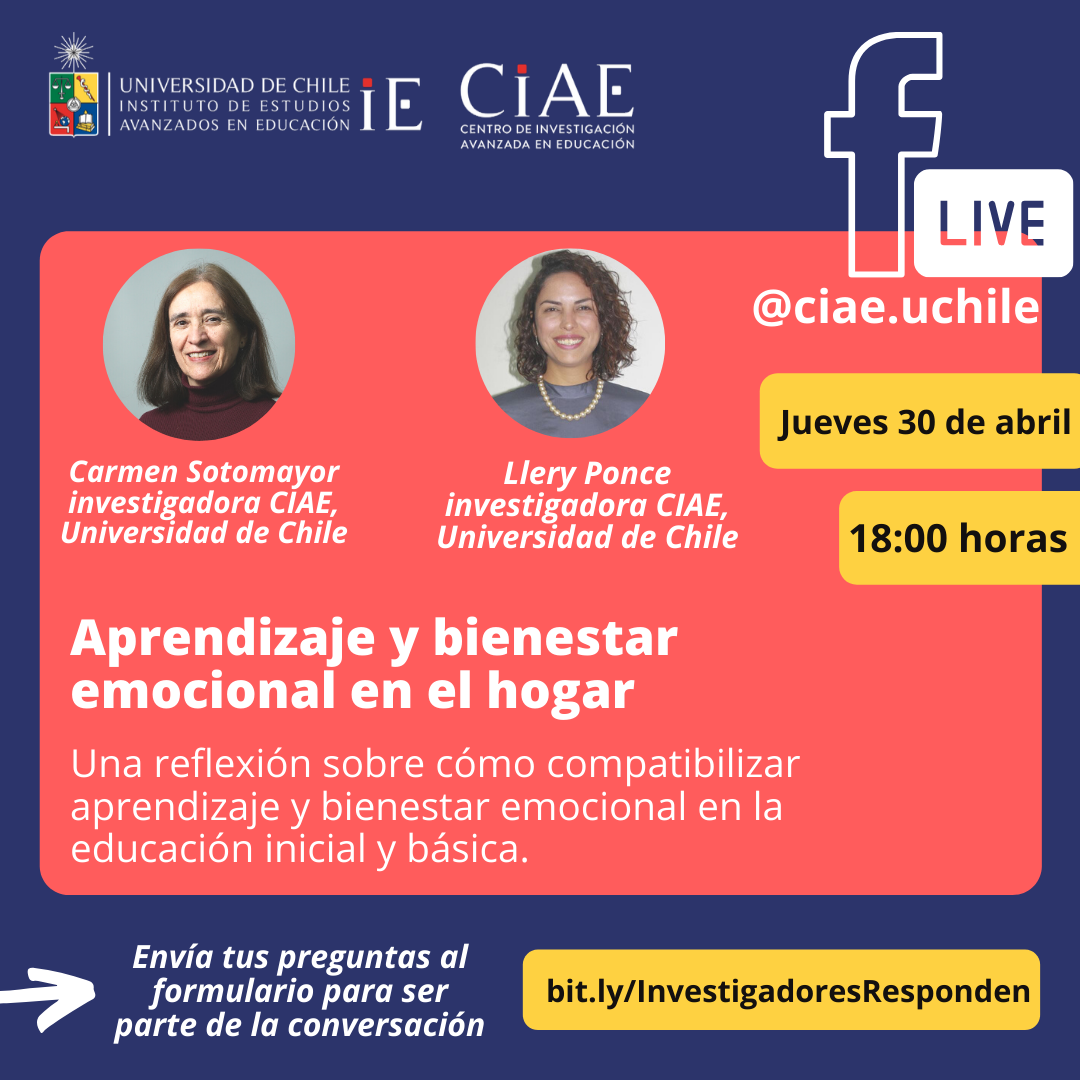 UNIVERSIDAD DE CHILE
INSTITUTO DE ESTUDIOS
AVANZADOS EN EDUCACIÓN
iE
CiAE
CENTRO DE INVESTIGACIÓN
AVANZADA EN EDUCACIÓN
f
LIVE
@ciae.uchile
Jueves 30 de abril
18:00 horas
Carmen Sotomayor
investigadora CIAE,
Universidad de Chile
Llery Ponce
investigadora CIAE,
Universidad de Chile
Aprendizaje y bienestar
emocional en el hogar
Una reflexión sobre cómo compatibilizar
aprendizaje y bienestar emocional en la
educación inicial y básica.
Envía tus preguntas al
formulario para ser
parte de la conversación
bit.ly/InvestigadoresResponden